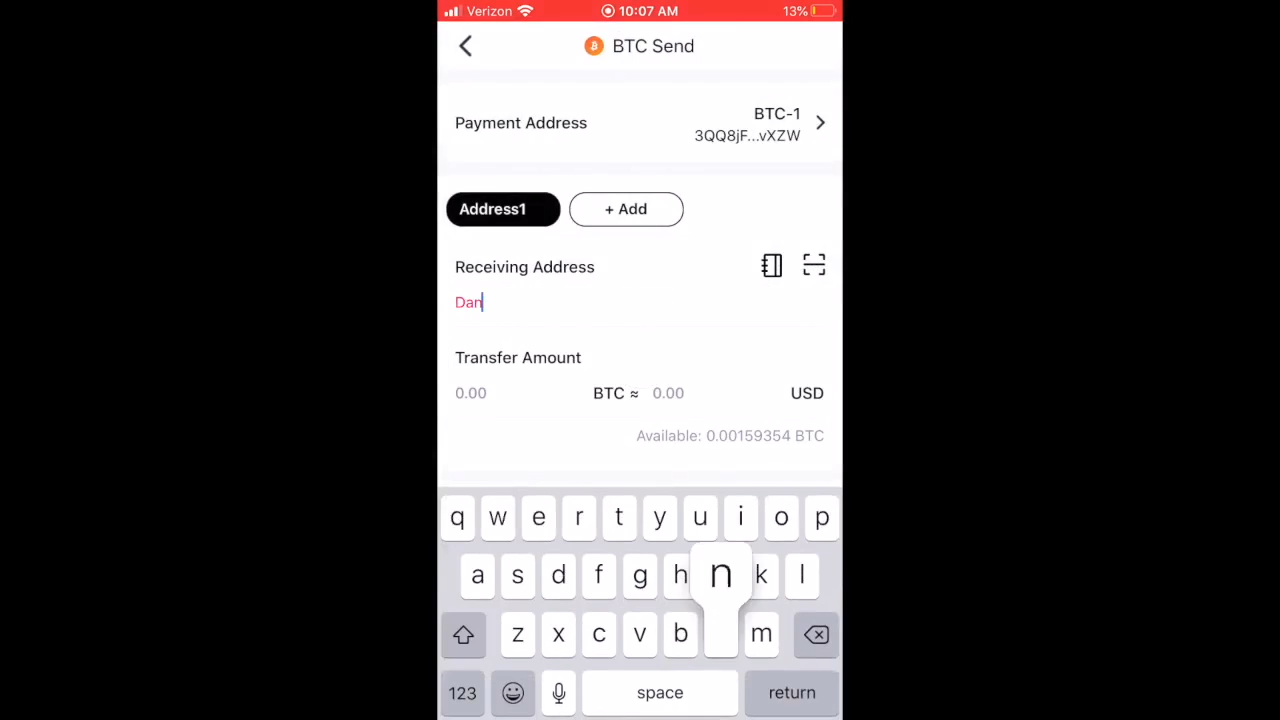 Verizon 10:07 AM 13%
BTC Send
Payment Address
BTC-1
3QQ8jF...vXZW
Address1 + Add
Receiving Address
Dan
Transfer Amount
0.00 BTC ≈ 0.00 USD
Available: 0.00159354 BTC
q w e r t y u i o p
a s d f g h n k l
z x c v b m
123 space return